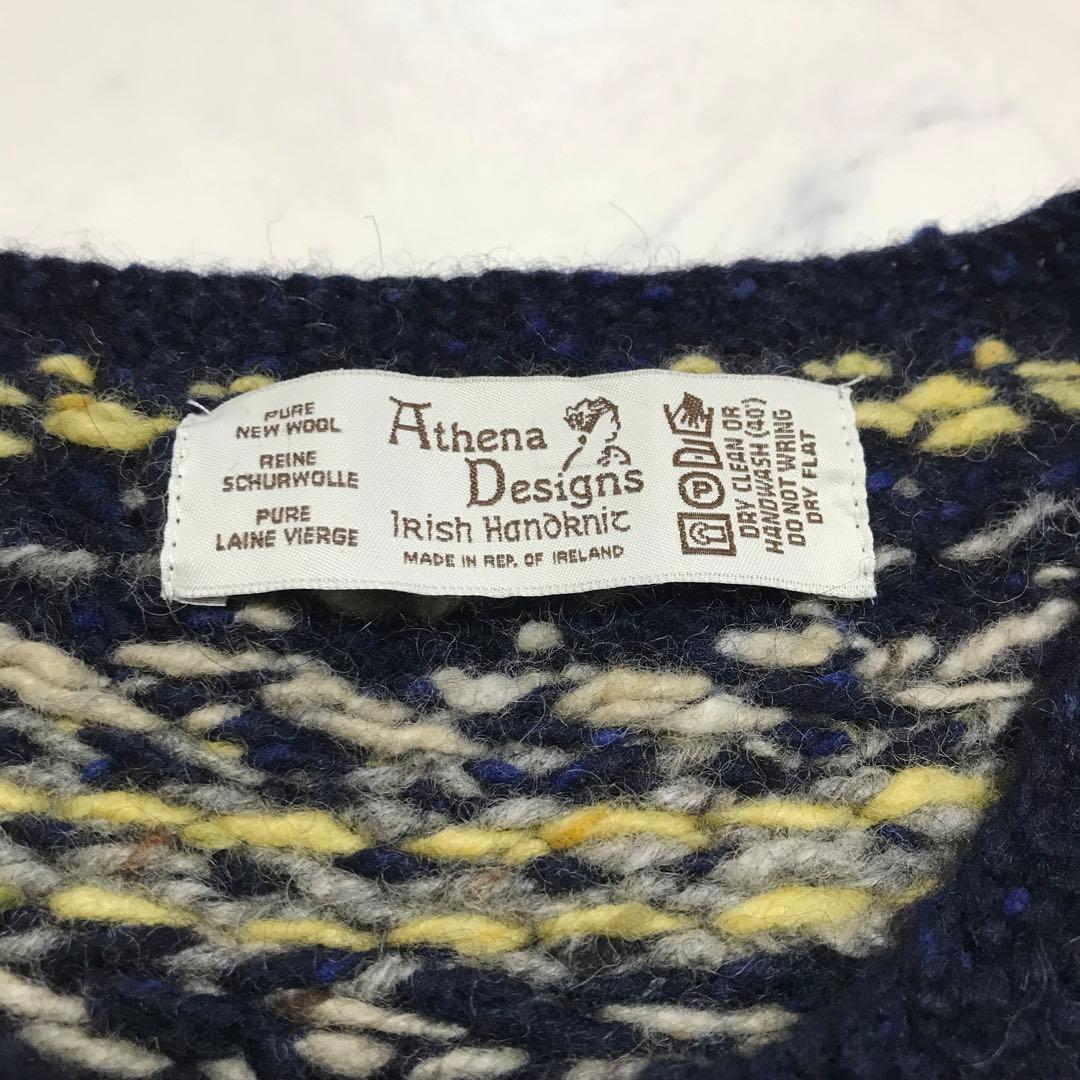 PURE
NEW WOOL
REINE
SCHURWOLLE
PURE
LAINE VIERGE
Athena
Designs
Irish Handknit
MADE IN REP. OF IRELAND
P
DRY CLEAN OR
HANDWASH (40°)
DO NOT WRING
DRY FLAT